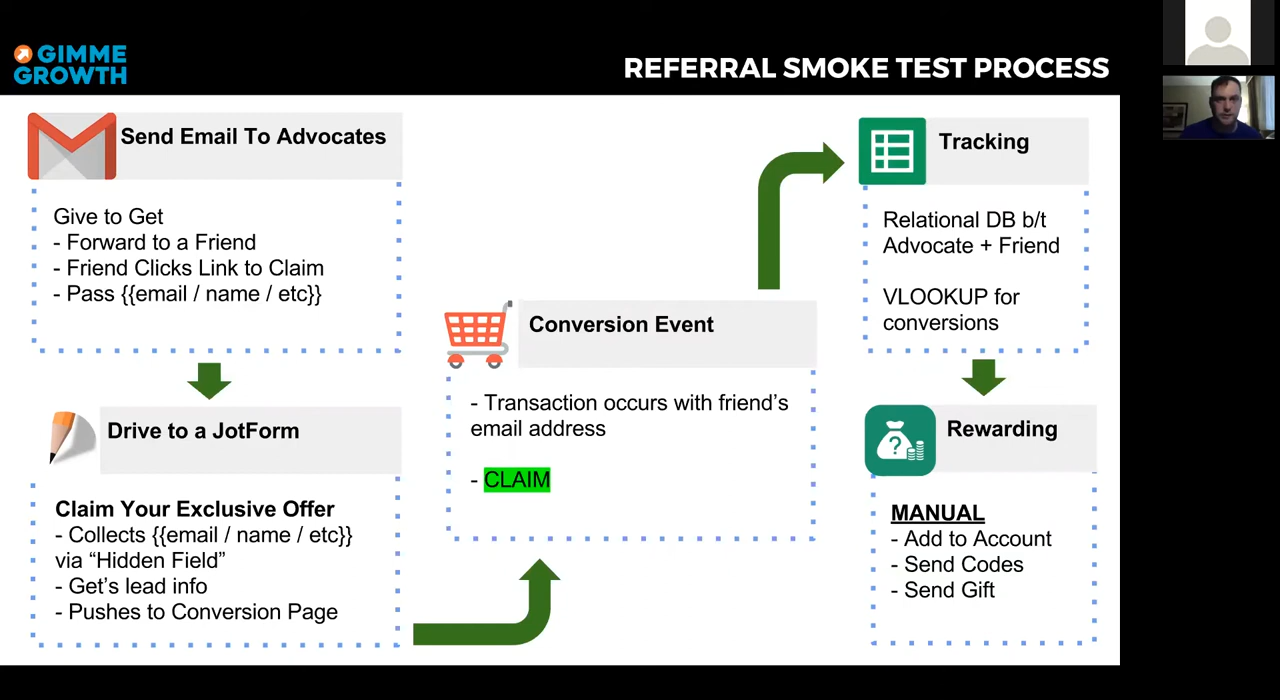 GIMME
GROWTH
REFERRAL SMOKE TEST PROCESS
Send Email To Advocates
Give to Get
- Forward to a Friend
- Friend Clicks Link to Claim
- Pass {{email / name / etc}}
Drive to a JotForm
Claim Your Exclusive Offer
- Collects {{email / name / etc}}
via “Hidden Field”
- Get’s lead info
- Pushes to Conversion Page
Conversion Event
- Transaction occurs with friend’s
email address
- CLAIM
Tracking
Relational DB b/t
Advocate + Friend
VLOOKUP for
conversions
Rewarding
?
MANUAL
- Add to Account
- Send Codes
- Send Gift